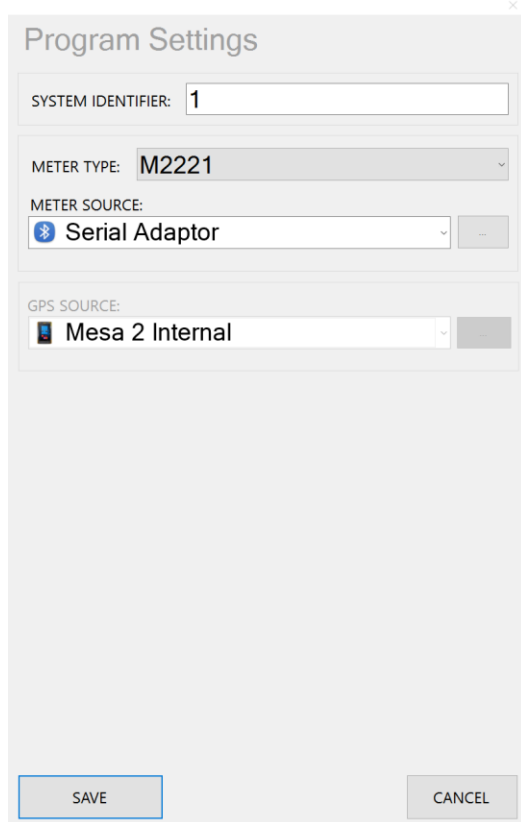 Program Settings
SYSTEM IDENTIFIER: 1
METER TYPE: M2221
METER SOURCE:
Serial Adaptor ...
GPS SOURCE:
Mesa 2 Internal ...
SAVE CANCEL